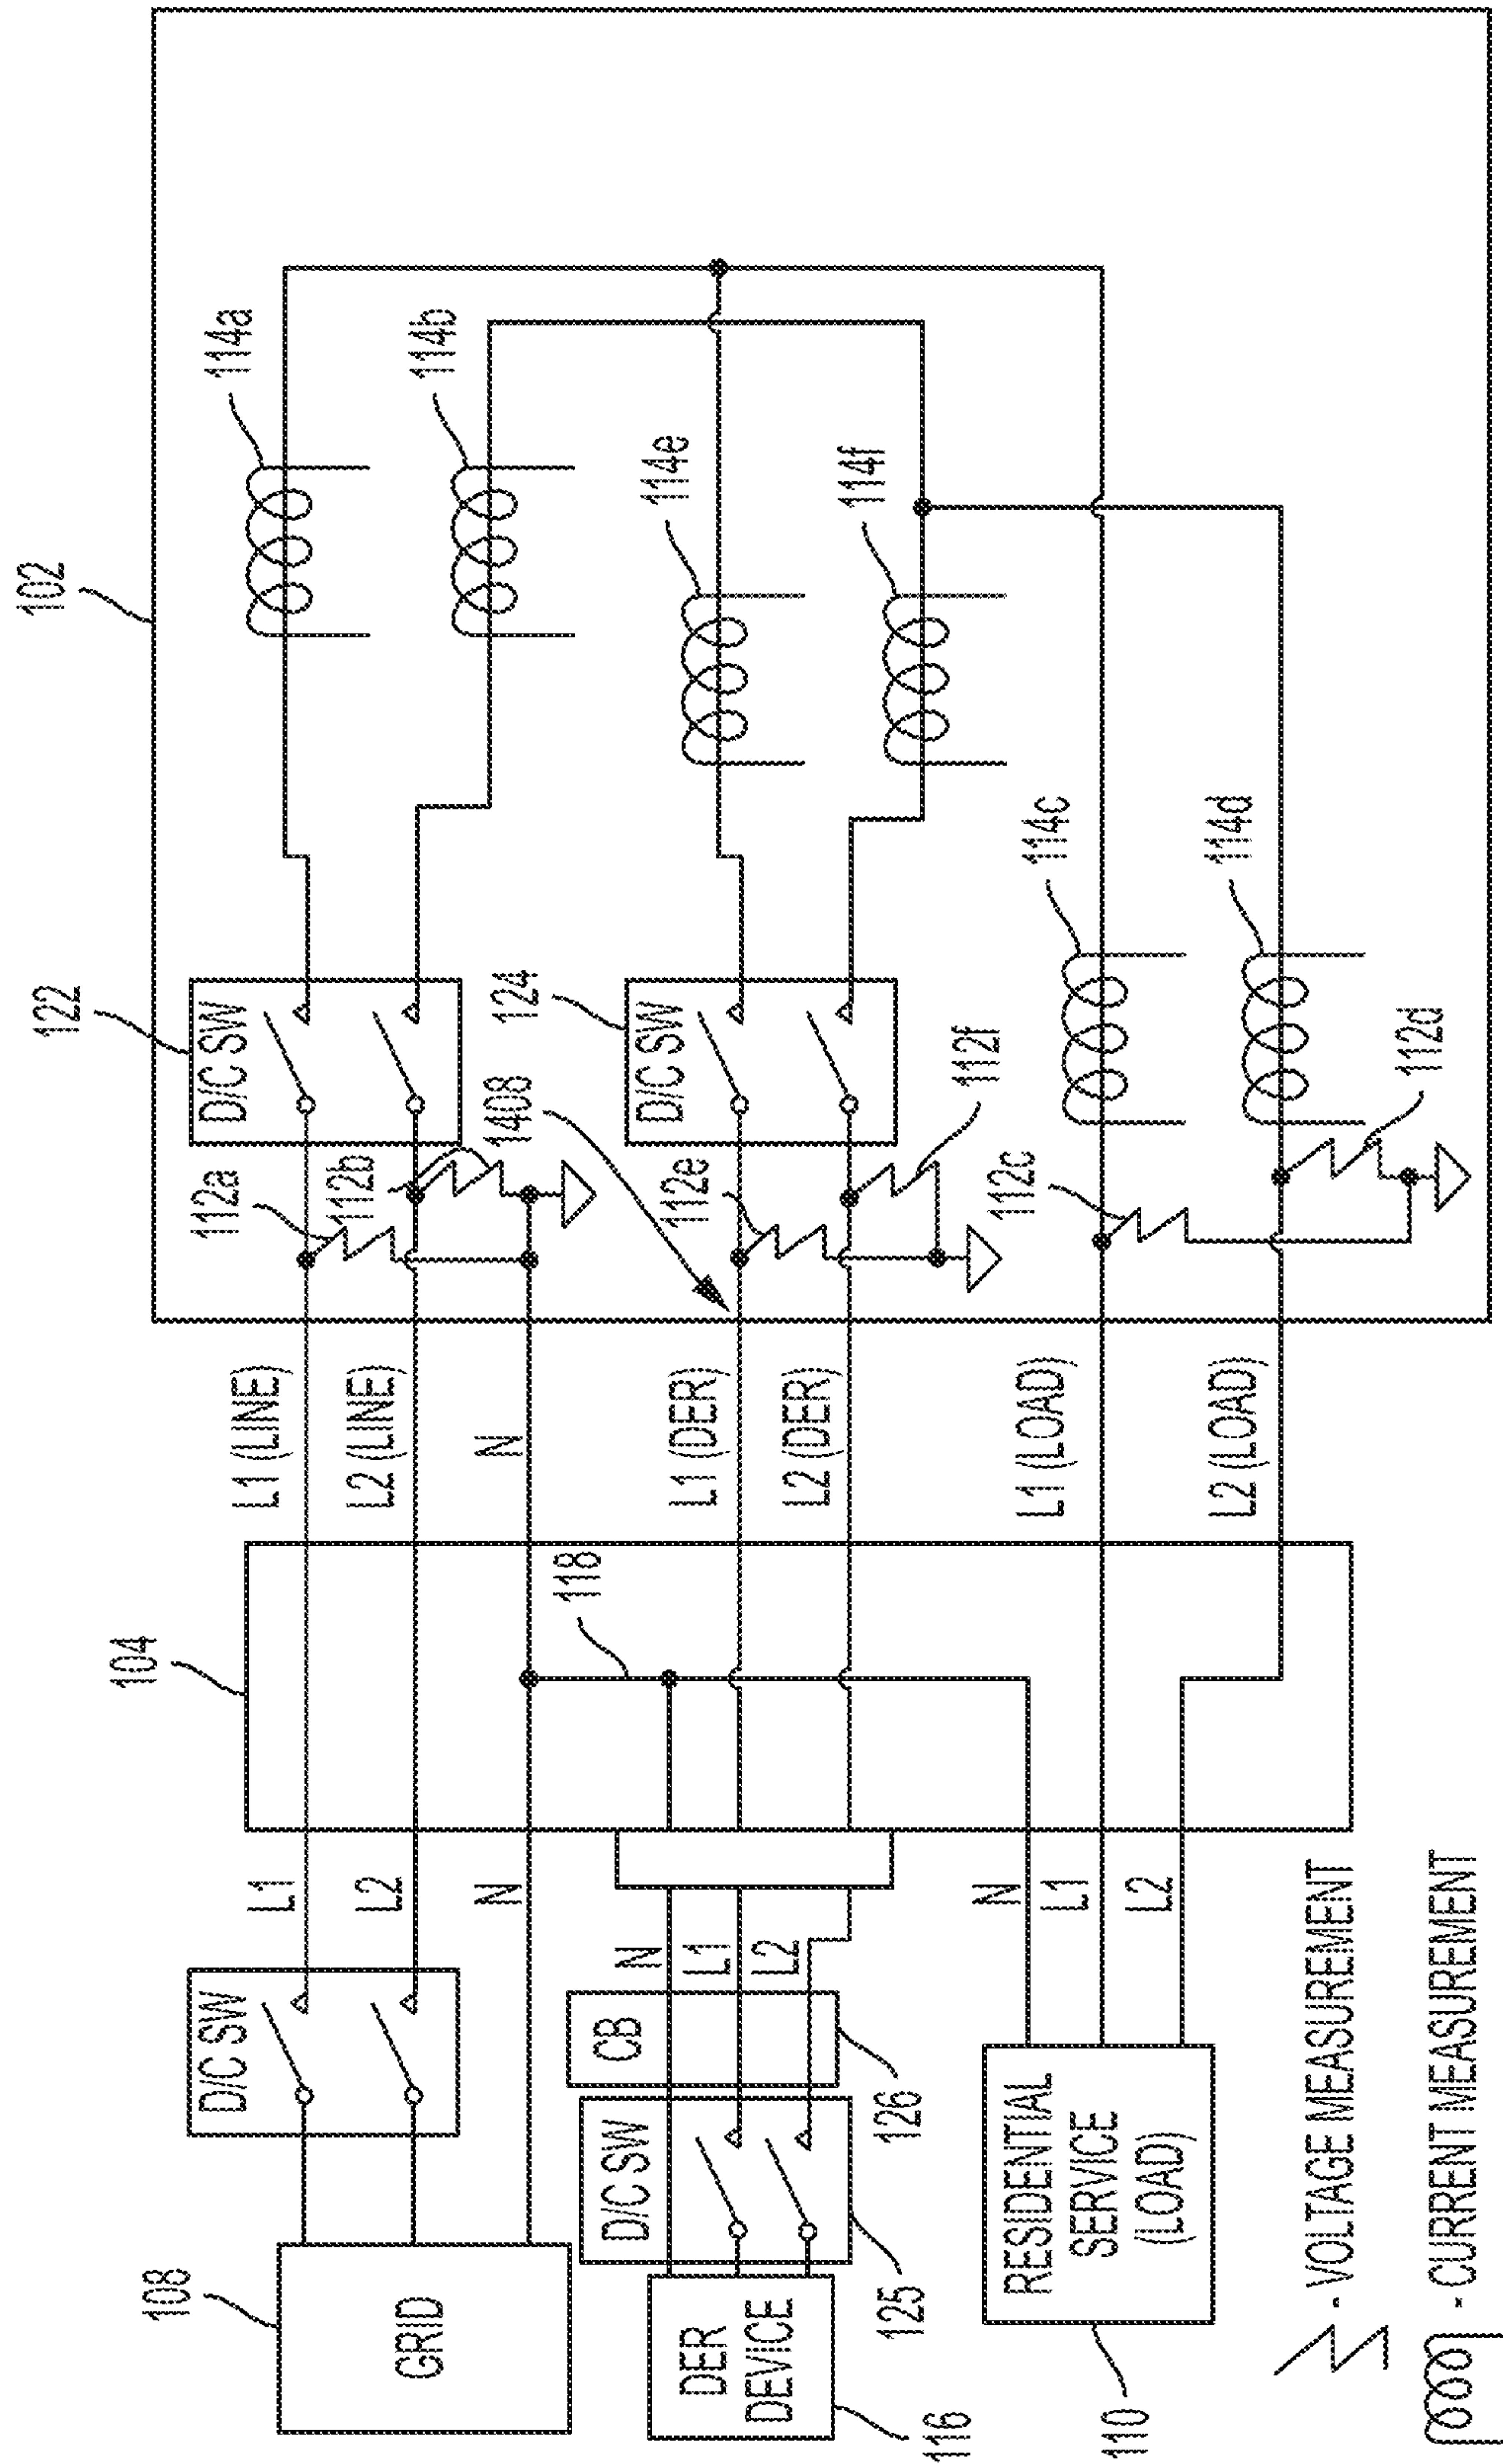 102
122
D/C SW
114a
114b
112a
112b
1408
124
D/C SW
114e
114f
112e
112f
114c
114d
112c
112d
104
L1 (LINE)
L2 (LINE)
N
118
L1 (DER)
L2 (DER)
L1 (LOAD)
L2 (LOAD)
108
GRID
D/C SW
L1
L2
N
DER
DEVICE
116
D/C SW
125
CB
126
N
L1
L2
RESIDENTIAL
SERVICE
(LOAD)
110
N
L1
L2
- VOLTAGE MEASUREMENT
- CURRENT MEASUREMENT